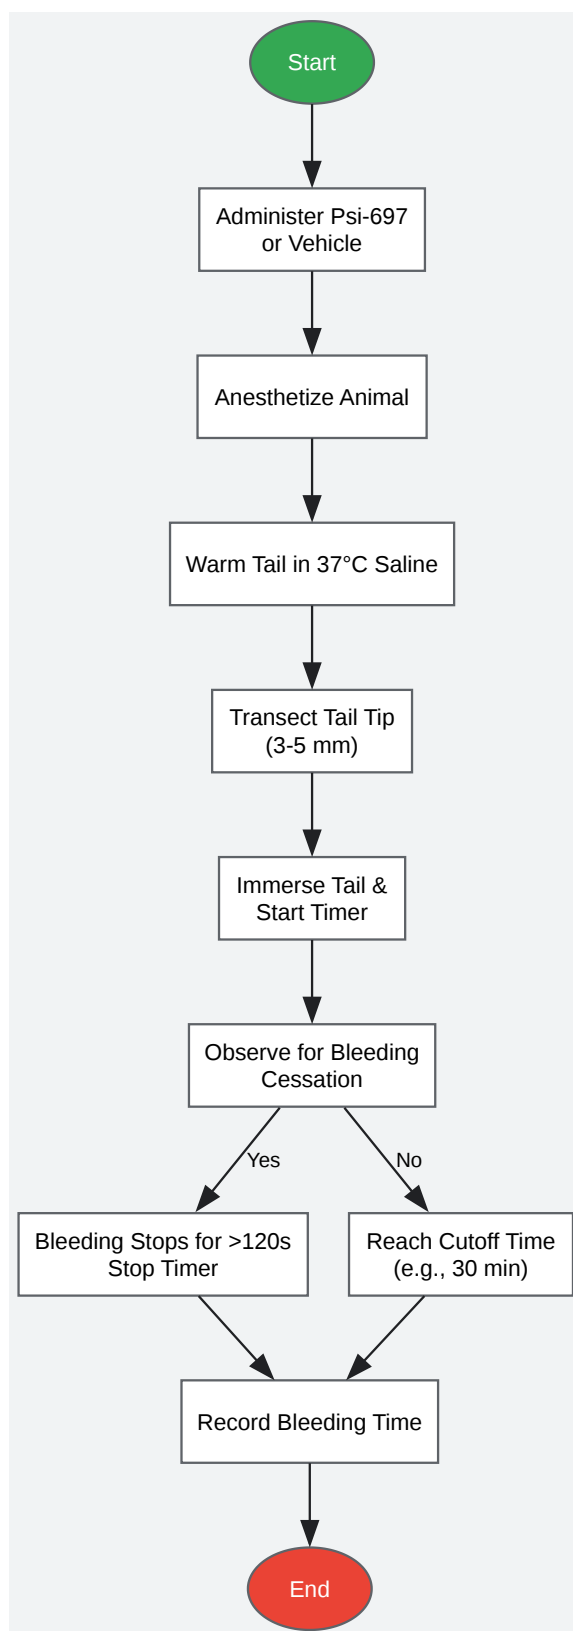 Start
Administer Psi-697
or Vehicle
Anesthetize Animal
Warm Tail in 37°C Saline
Transect Tail Tip
(3-5 mm)
Immerse Tail &
Start Timer
Observe for Bleeding
Cessation
Yes
No
Bleeding Stops for >120s
Stop Timer
Reach Cutoff Time
(e.g., 30 min)
Record Bleeding Time
End